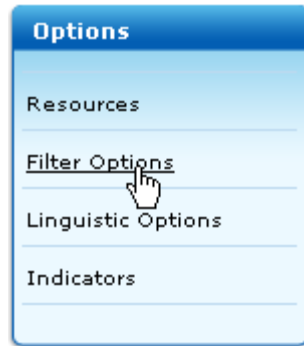 Options
Resources
Filter Options
Linguistic Options
Indicators